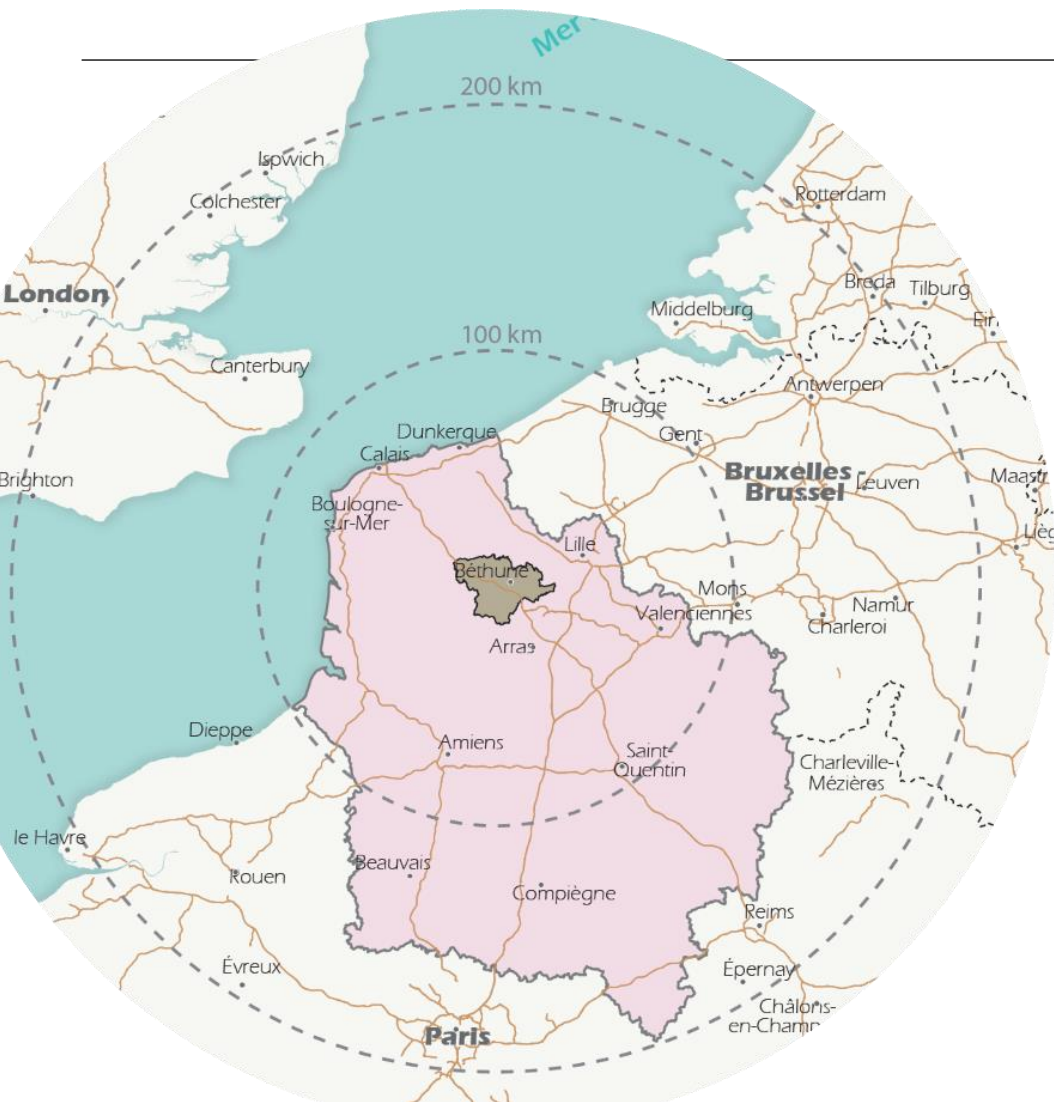 Mer
200 km
Ispwich
Colchester
Rotterdam
London
Breda
Tilburg
Middelburg
100 km
Canterbury
Antwerpen
Brugge
Dunkerque
Gent
Calais
Bruxelles -
Brussel
Leuven
Brighton
Boulogne-
sur-Mer
Lille
Béthune
Mons
Namur
Valenciennes
Charleroi
Arras
Dieppe
Amiens
Saint-
Quentin
Charleville-
Mézières
le Havre
Beauvais
Rouen
Compiègne
Reims
Évreux
Épernay
Châlons-
Paris